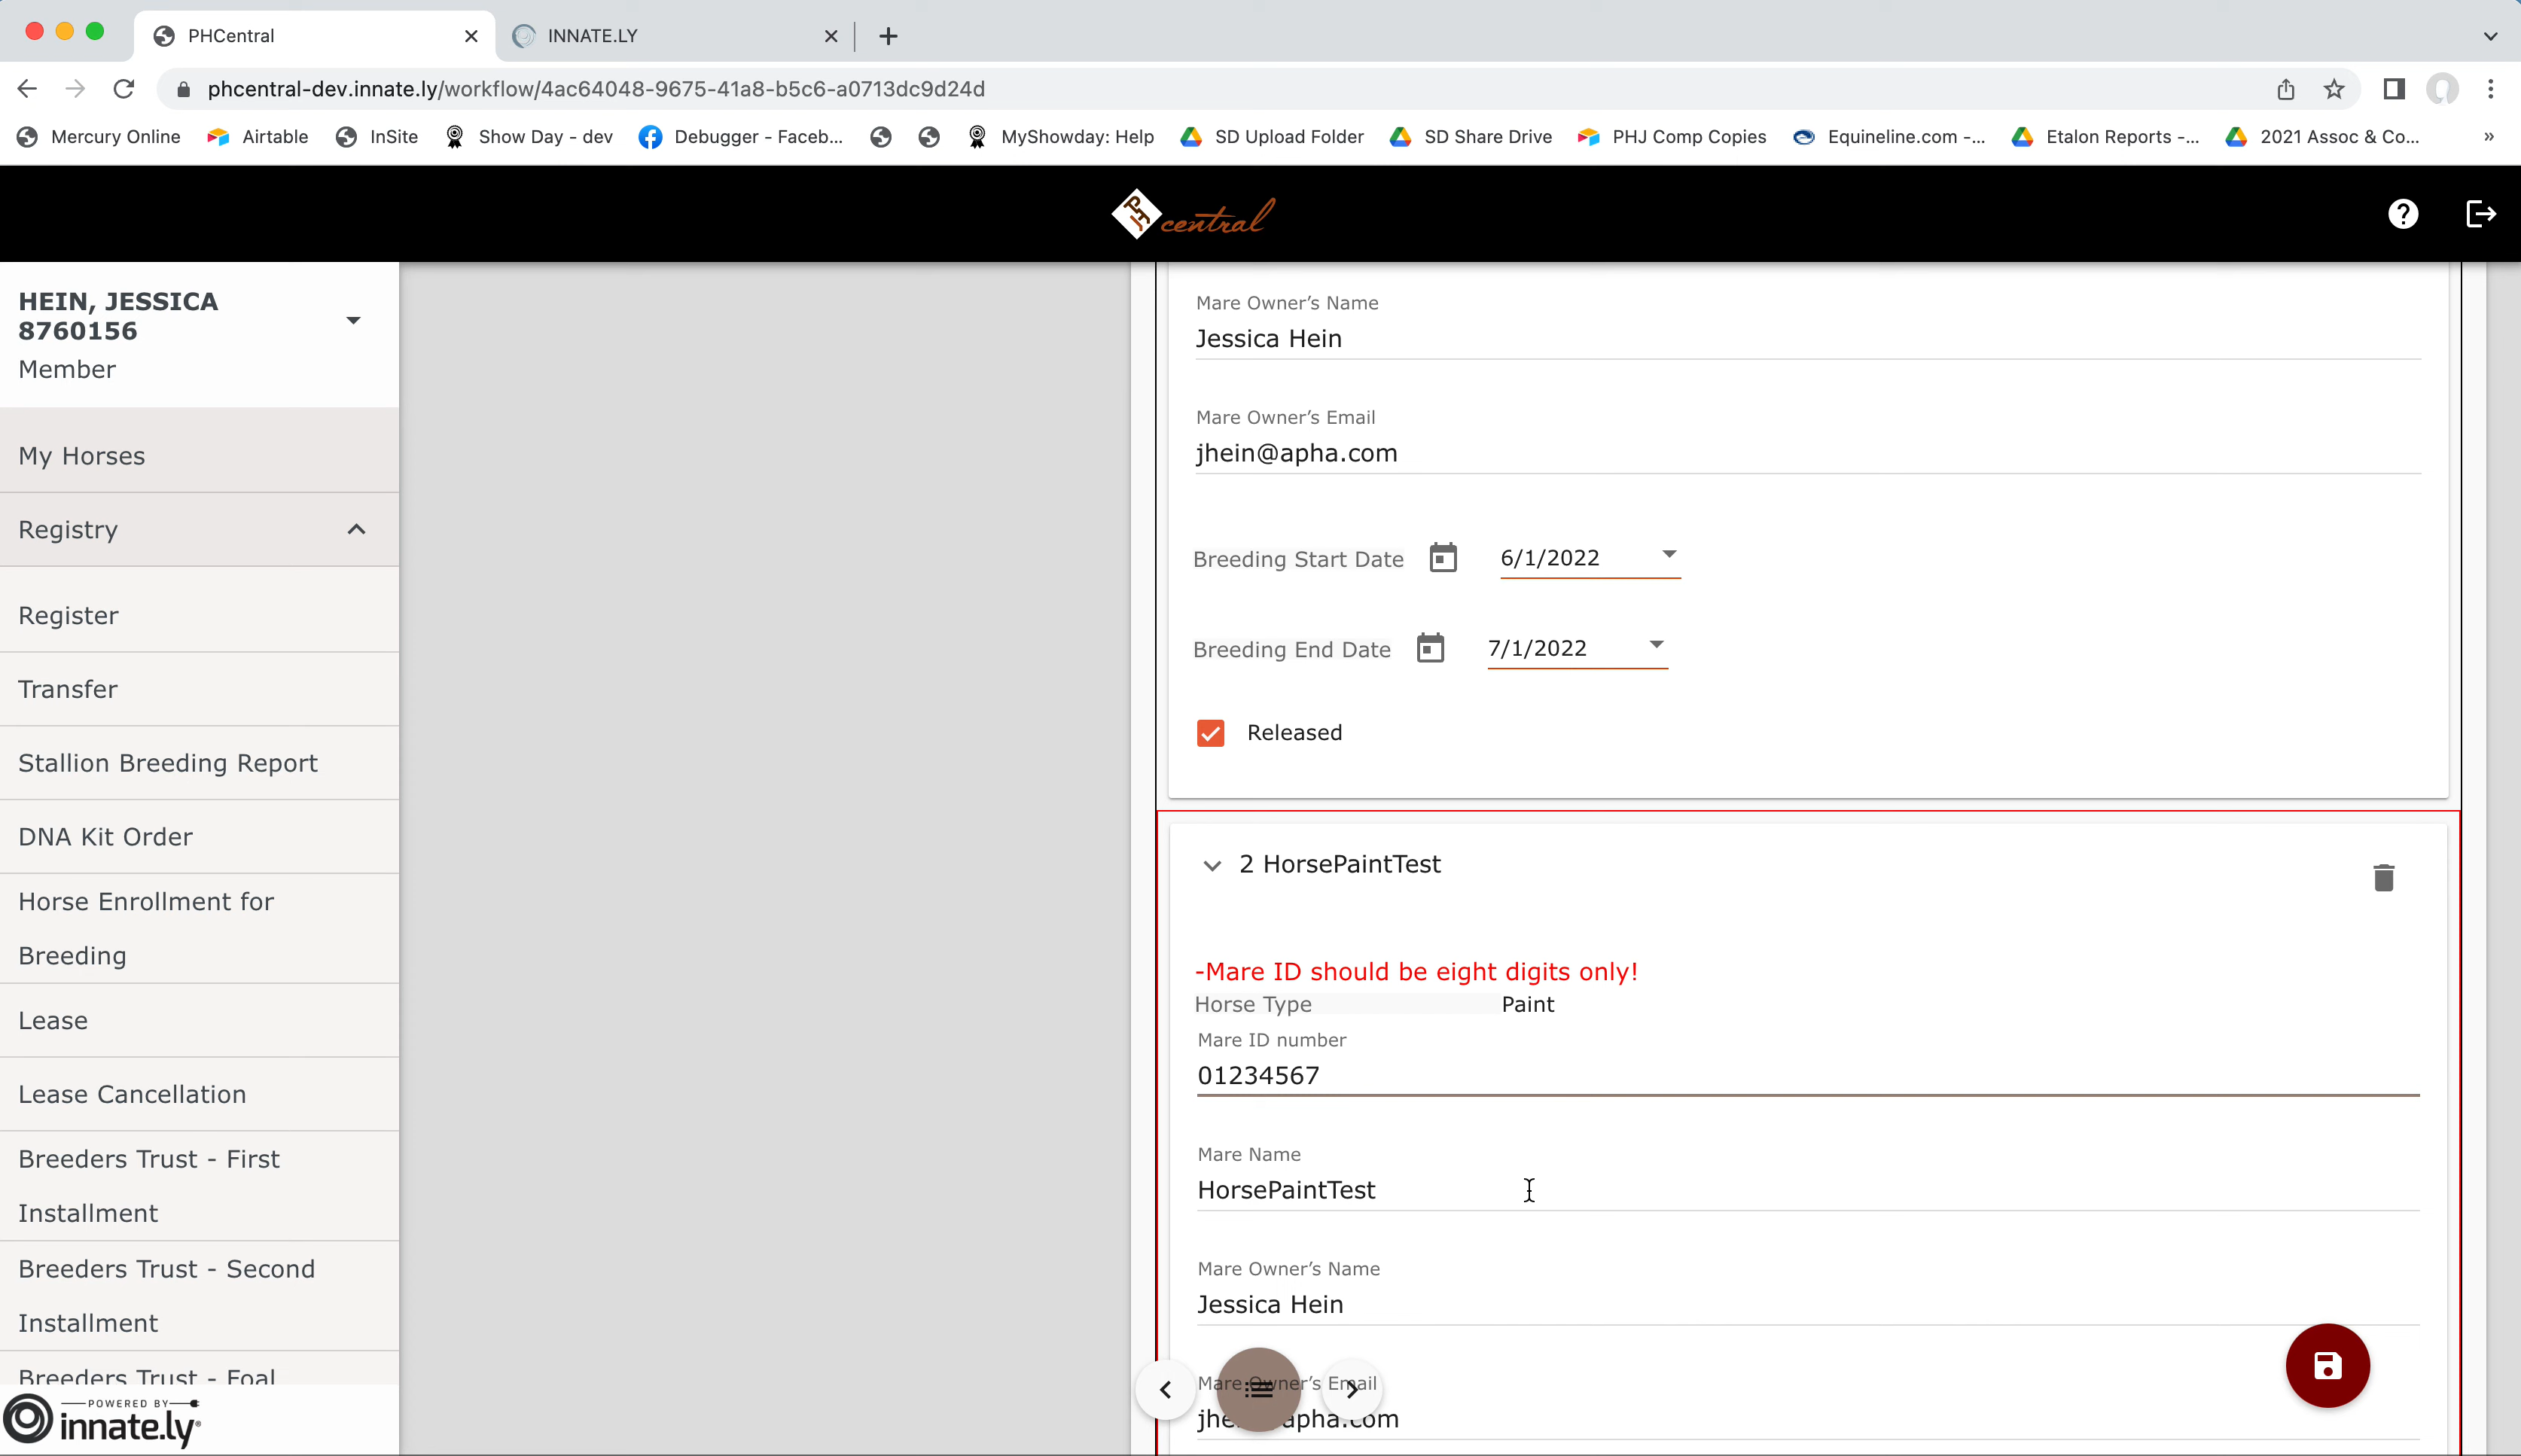 PHCentral
INNATE.LY
phcentral-dev.innate.ly/workflow/4ac64048-9675-41a8-b5c6-a0713dc9d24d
Mercury Online
Airtable
InSite
Show Day - dev
Debugger - Faceb...
MyShowday: Help
SD Upload Folder
SD Share Drive
PHJ Comp Copies
Equineline.com -...
Etalon Reports -...
2021 Assoc & Co...
»
PH central
HEIN, JESSICA
8760156
Member
My Horses
Registry
Register
Transfer
Stallion Breeding Report
DNA Kit Order
Horse Enrollment for
Breeding
Lease
Lease Cancellation
Breeders Trust - First
Installment
Breeders Trust - Second
Installment
Breeders Trust - Foal
POWERED BY
innate.ly®
Mare Owner's Name
Jessica Hein
Mare Owner's Email
jhein@apha.com
Breeding Start Date 6/1/2022
Breeding End Date 7/1/2022
Released
2 HorsePaintTest
-Mare ID should be eight digits only!
Horse Type Paint
Mare ID number
01234567
Mare Name
HorsePaintTest
Mare Owner's Name
Jessica Hein
Mare Owner's Email